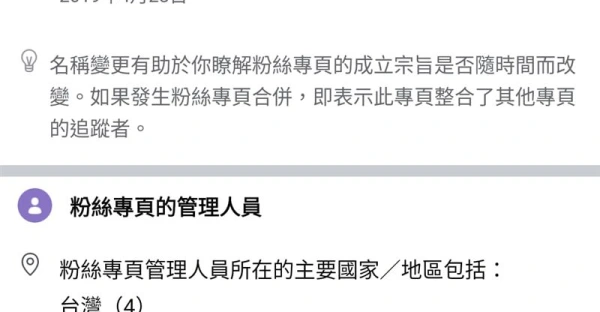 名稱變更有助於你瞭解粉絲專頁的成立宗旨是否隨時間而改
變。如果發生粉絲專頁合併，即表示此專頁整合了其他專頁
的追蹤者。
粉絲專頁的管理人員
粉絲專頁管理人員所在的主要國家／地區包括：
台灣（4）